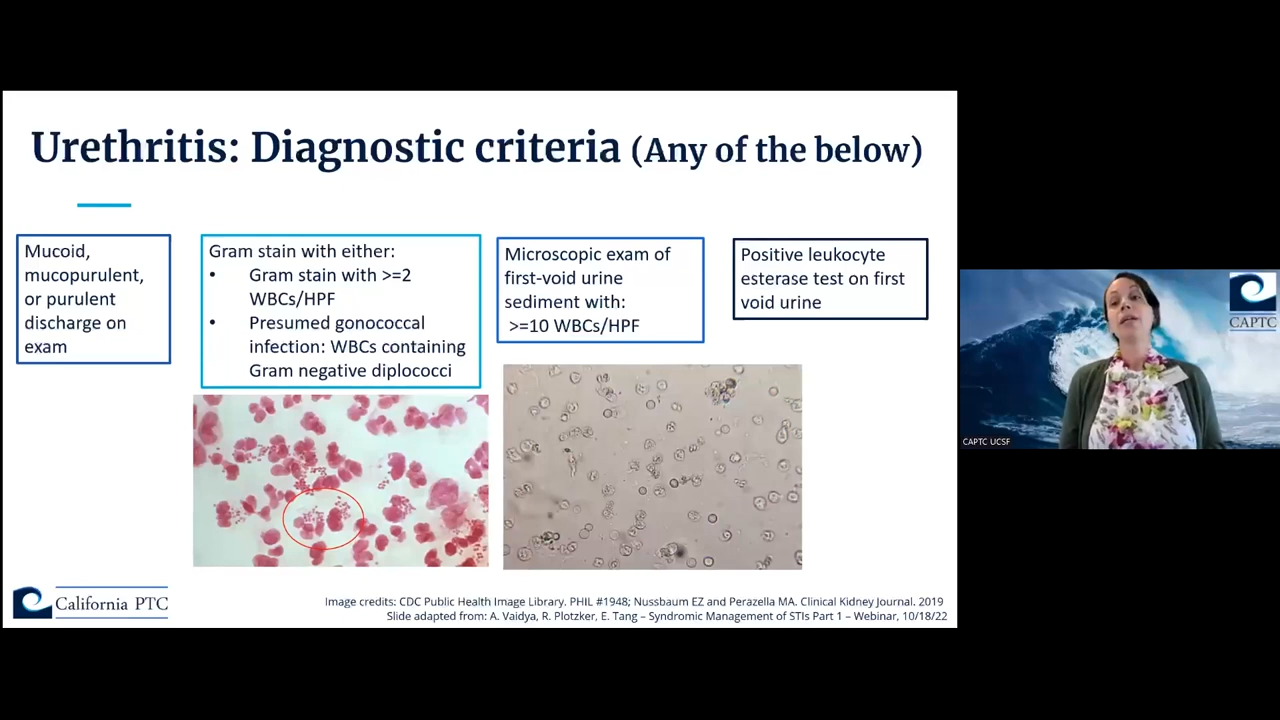 Urethritis: Diagnostic criteria (Any of the below)
Mucoid,
mucopurulent,
or purulent
discharge on
exam
Gram stain with either:
• Gram stain with >=2
WBCs/HPF
• Presumed gonococcal
infection: WBCs containing
Gram negative diplococci
Microscopic exam of
first-void urine
sediment with:
>=10 WBCs/HPF
Positive leukocyte
esterase test on first
void urine
California PTC
Image credits: CDC Public Health Image Library. PHIL #1948; Nussbaum EZ and Perazella MA. Clinical Kidney Journal. 2019
Slide adapted from: A. Vaidya, R. Plotzker, E. Tang – Syndromic Management of STIs Part 1 – Webinar, 10/18/22
CAPTC
CAPTC UCSF